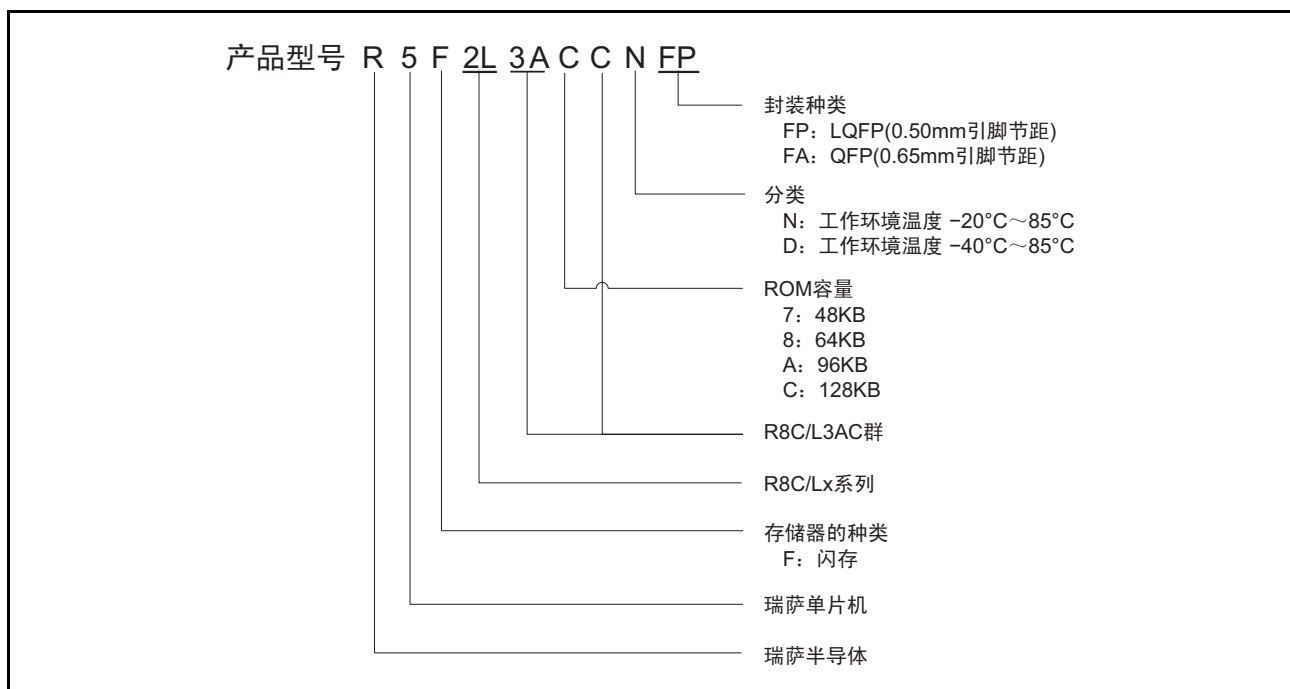 产品型号 R 5 F 2L 3A C C N FP
封装种类
FP：LQFP(0.50mm引脚节距)
FA：QFP(0.65mm引脚节距)
分类
N：工作环境温度 −20°C～85°C
D：工作环境温度 −40°C～85°C
ROM容量
7：48KB
8：64KB
A：96KB
C：128KB
R8C/L3AC群
R8C/Lx系列
存储器的种类
F：闪存
瑞萨单片机
瑞萨半导体